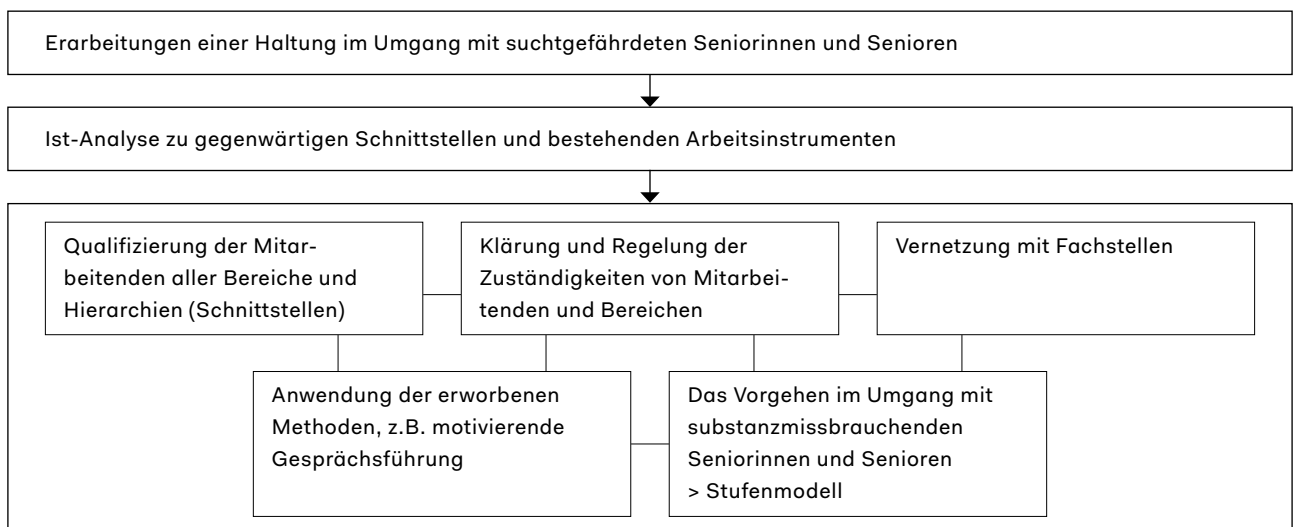 Erarbeitungen einer Haltung im Umgang mit suchtgefährdeten Seniorinnen und Senioren
Ist-Analyse zu gegenwärtigen Schnittstellen und bestehenden Arbeitsinstrumenten
Qualifizierung der Mitar-
beitenden aller Bereiche und
Hierarchien (Schnittstellen)
Klärung und Regelung der
Zuständigkeiten von Mitarbei-
tenden und Bereichen
Vernetzung mit Fachstellen
Anwendung der erworbenen
Methoden, z.B. motivierende
Gesprächsführung
Das Vorgehen im Umgang mit
substanzmissbrauchenden
Seniorinnen und Senioren
> Stufenmodell